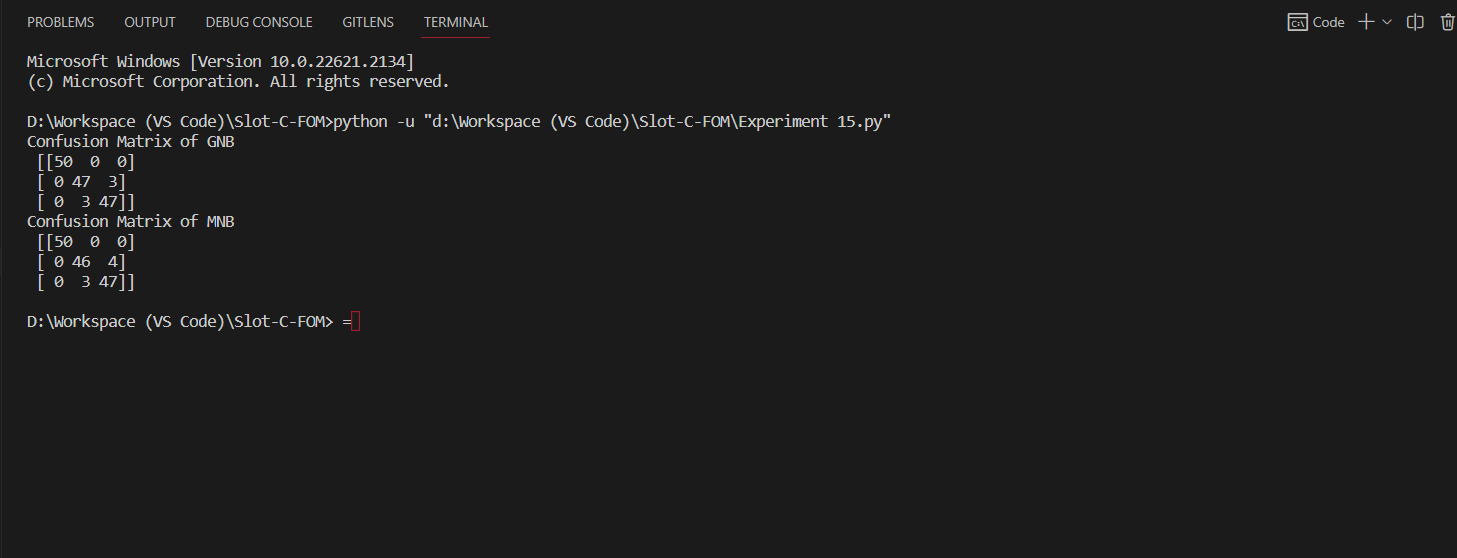 PROBLEMS OUTPUT DEBUG CONSOLE GITLENS TERMINAL Code
Microsoft Windows [Version 10.0.22621.2134]
(c) Microsoft Corporation. All rights reserved.
D:\Workspace (VS Code)\Slot-C-FOM>python -u "d:\Workspace (VS Code)\Slot-C-FOM\Experiment 15.py"
Confusion Matrix of GNB
 [[50  0  0]
 [ 0 47  3]
 [ 0  3 47]]
Confusion Matrix of MNB
 [[50  0  0]
 [ 0 46  4]
 [ 0  3 47]]
D:\Workspace (VS Code)\Slot-C-FOM> =